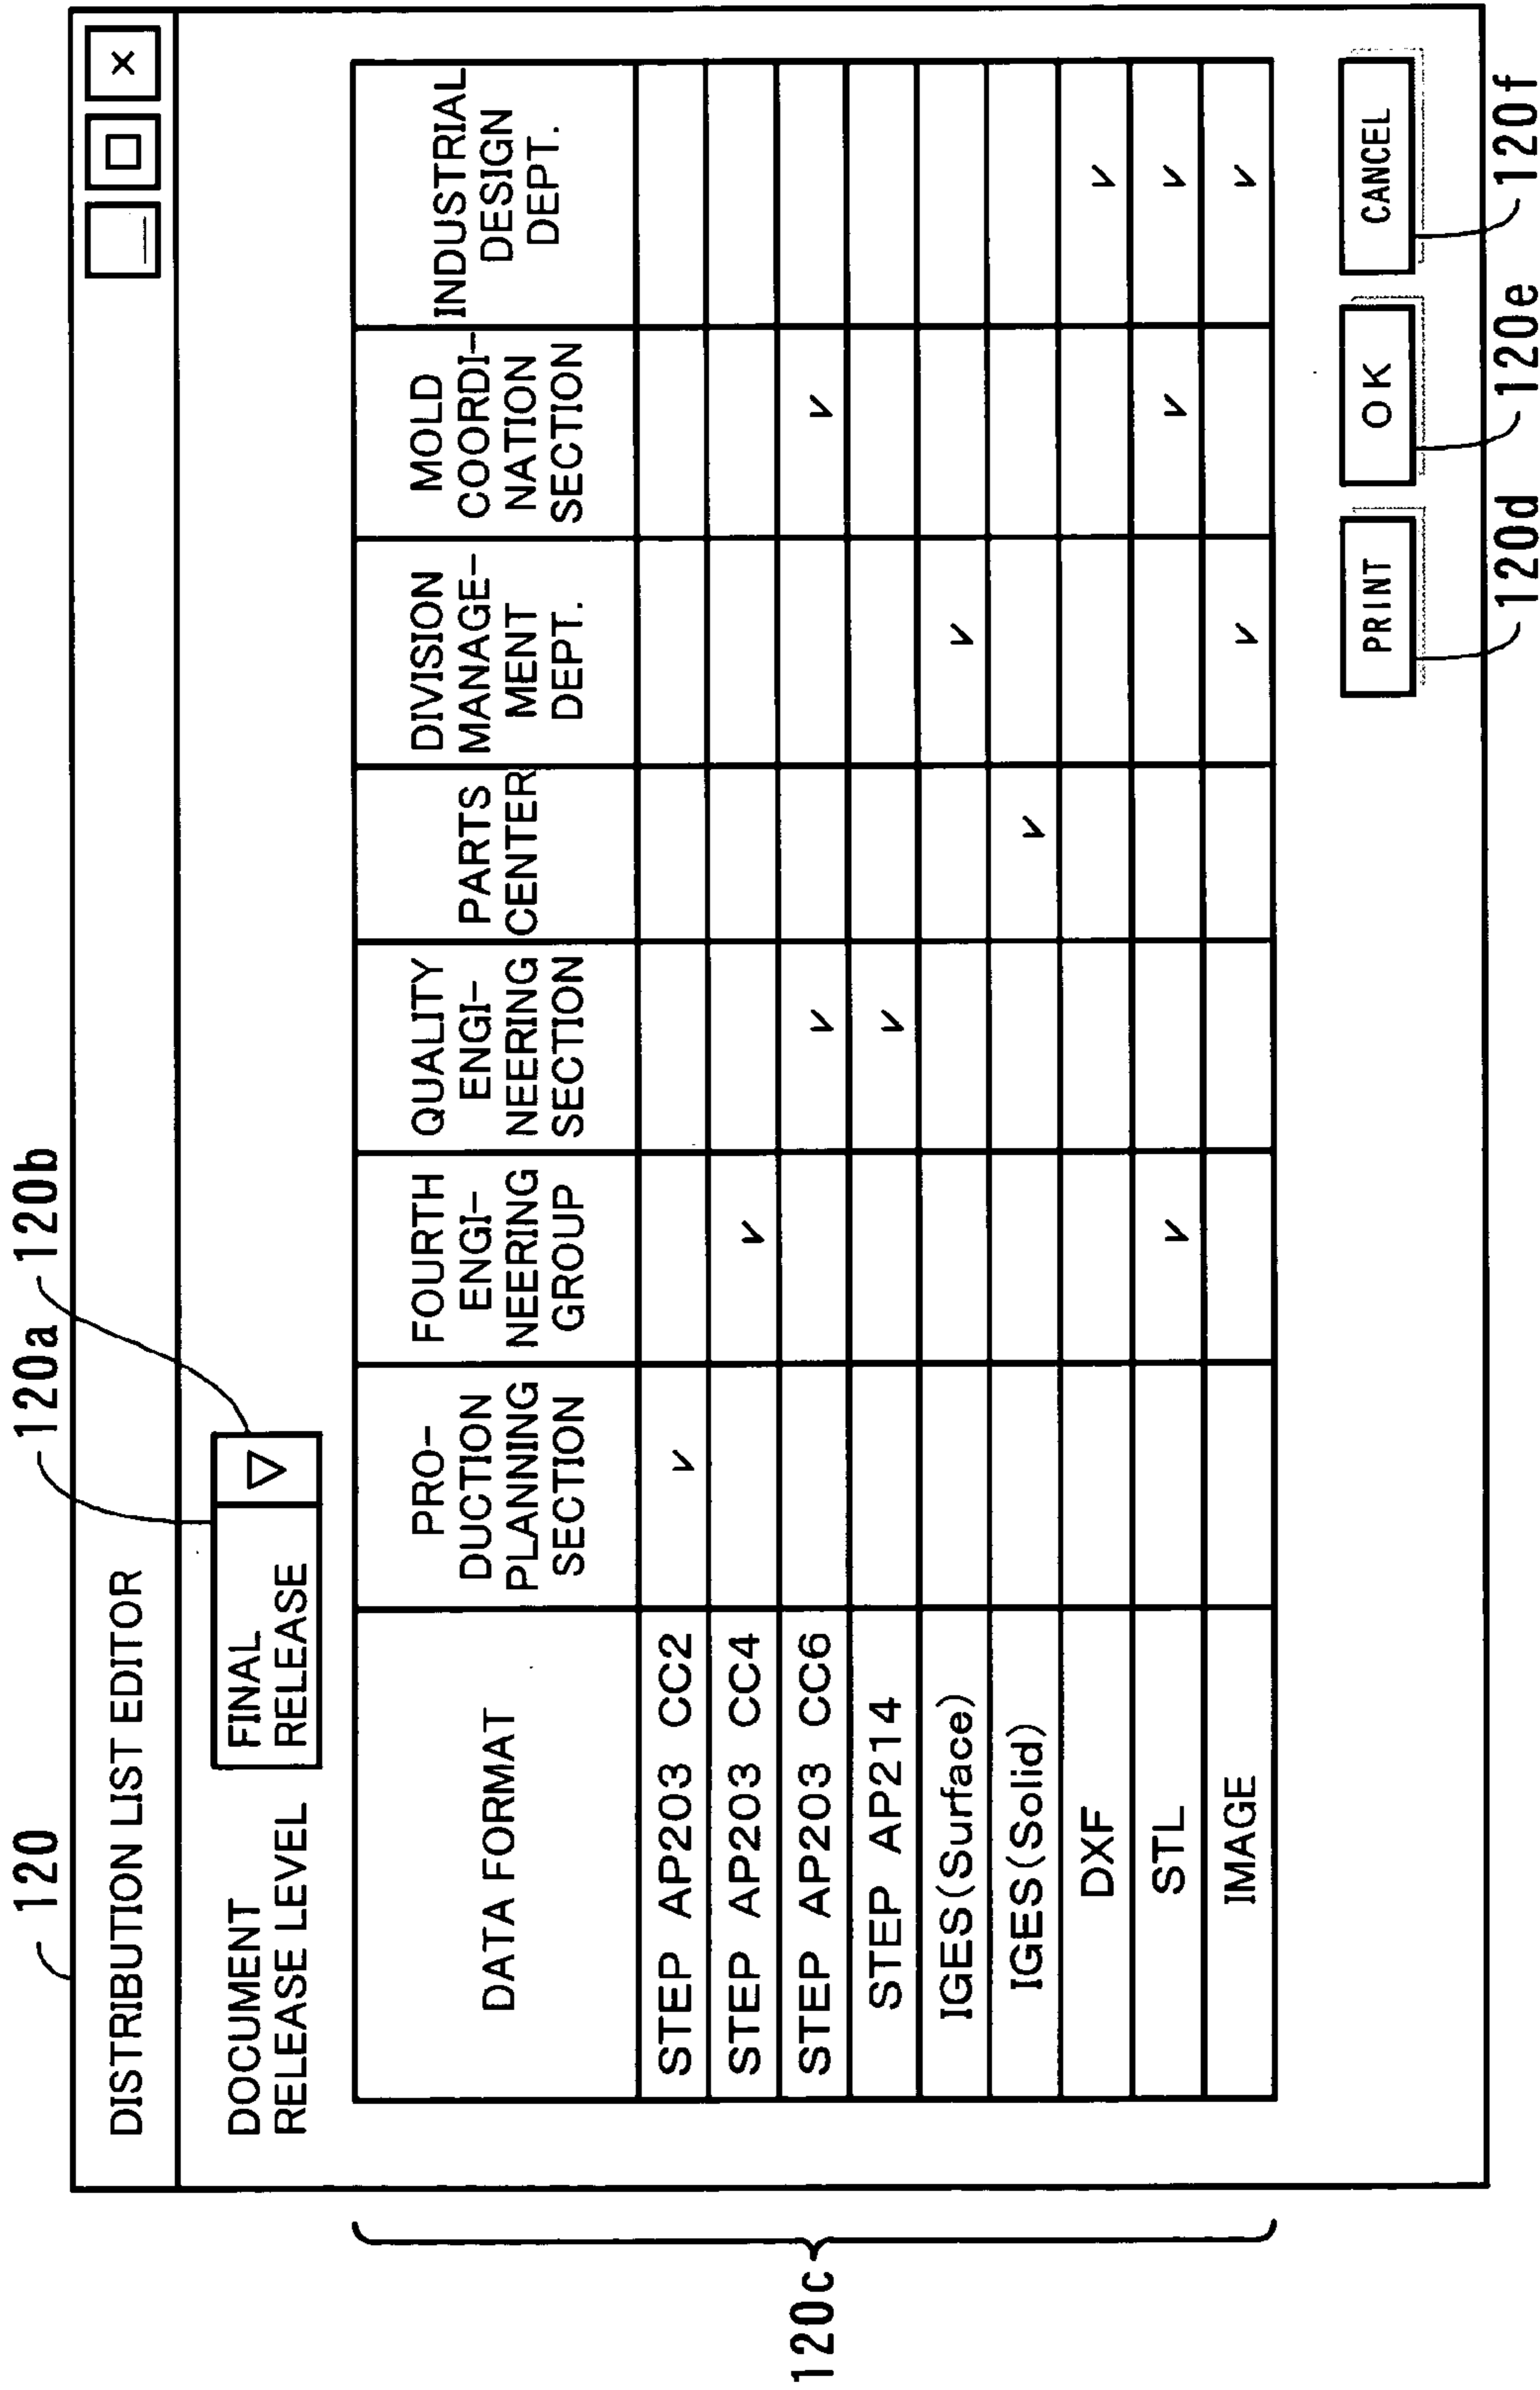 120
120a
120b
DISTRIBUTION LIST EDITOR
×
DOCUMENT
RELEASE LEVEL
FINAL
RELEASE
DATA FORMAT
PRO-
DUCTION
PLANNING
SECTION
FOURTH
ENGI-
NEERING
GROUP
QUALITY
ENGI-
NEERING
SECTION
PARTS
CENTER
DIVISION
MANAGE-
MENT
DEPT.
MOLD
COORDI-
NATION
SECTION
INDUSTRIAL
DESIGN
DEPT.
STEP AP203 CC2 v
STEP AP203 CC4 v
STEP AP203 CC6 v v
STEP AP214 v
IGES(Surface) v
IGES(Solid) v
DXF v
STL v v v
IMAGE v v
120c
PRINT
OK
CANCEL
120d
120e
120f